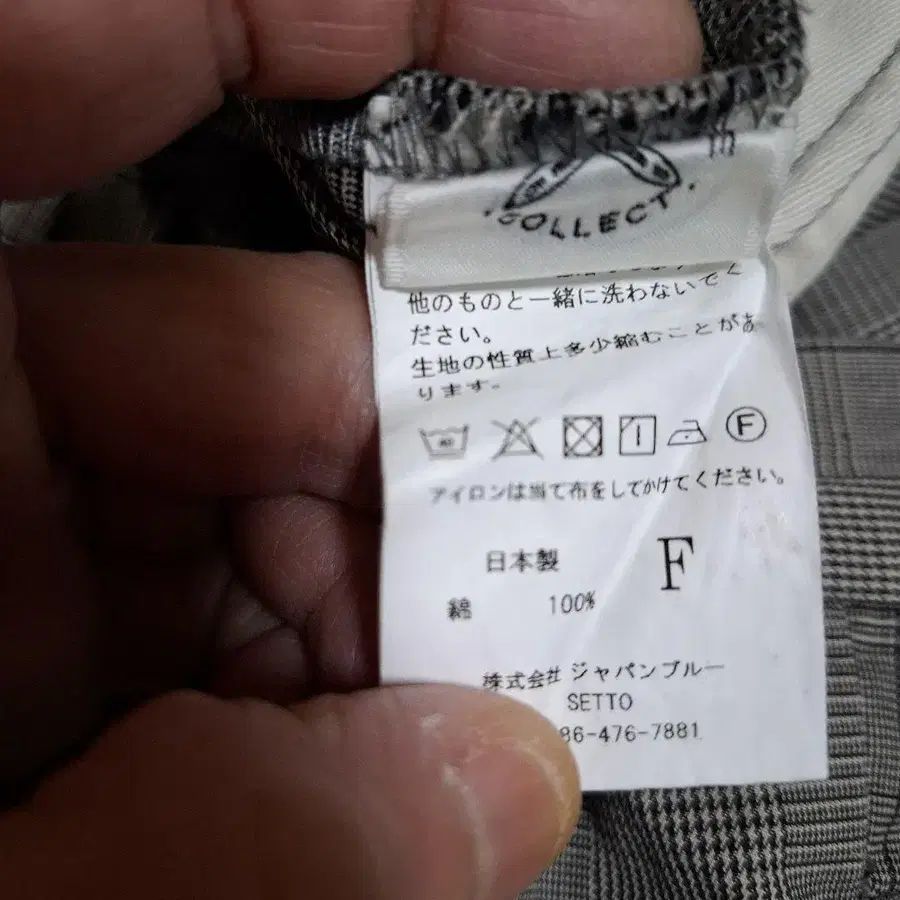 COLLECT
他のものと一緒に洗わないでく
ださい。
生地の性質上多少縮むことがあ
ります。
F
アイロンは当て布をしてかけてください。
日本製
F
綿 100%
株式会社 ジャパンブルー
SETTO
86-476-7881